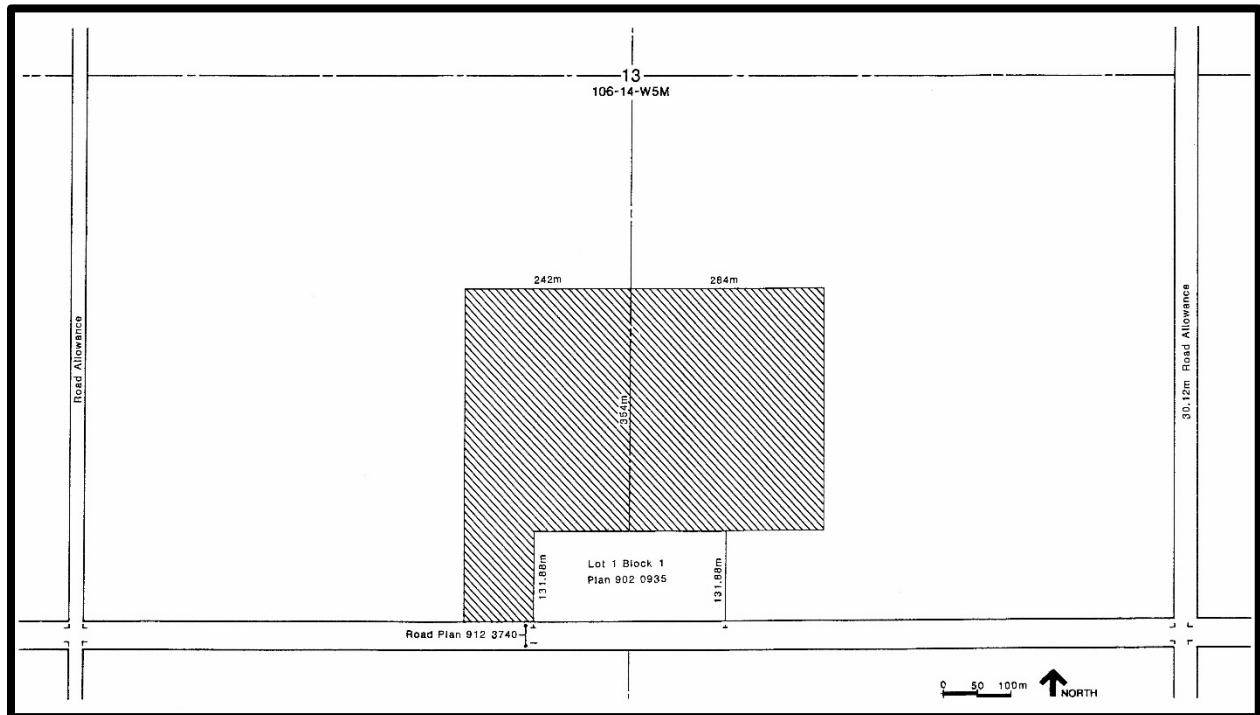 13
106-14-W5M
242m
284m
Road Allowance
354m
30.12m Road Allowance
131.88m
Lot 1 Block 1
Plan 902 0935
131.88m
Road Plan 912 3740
0 50 100m
NORTH